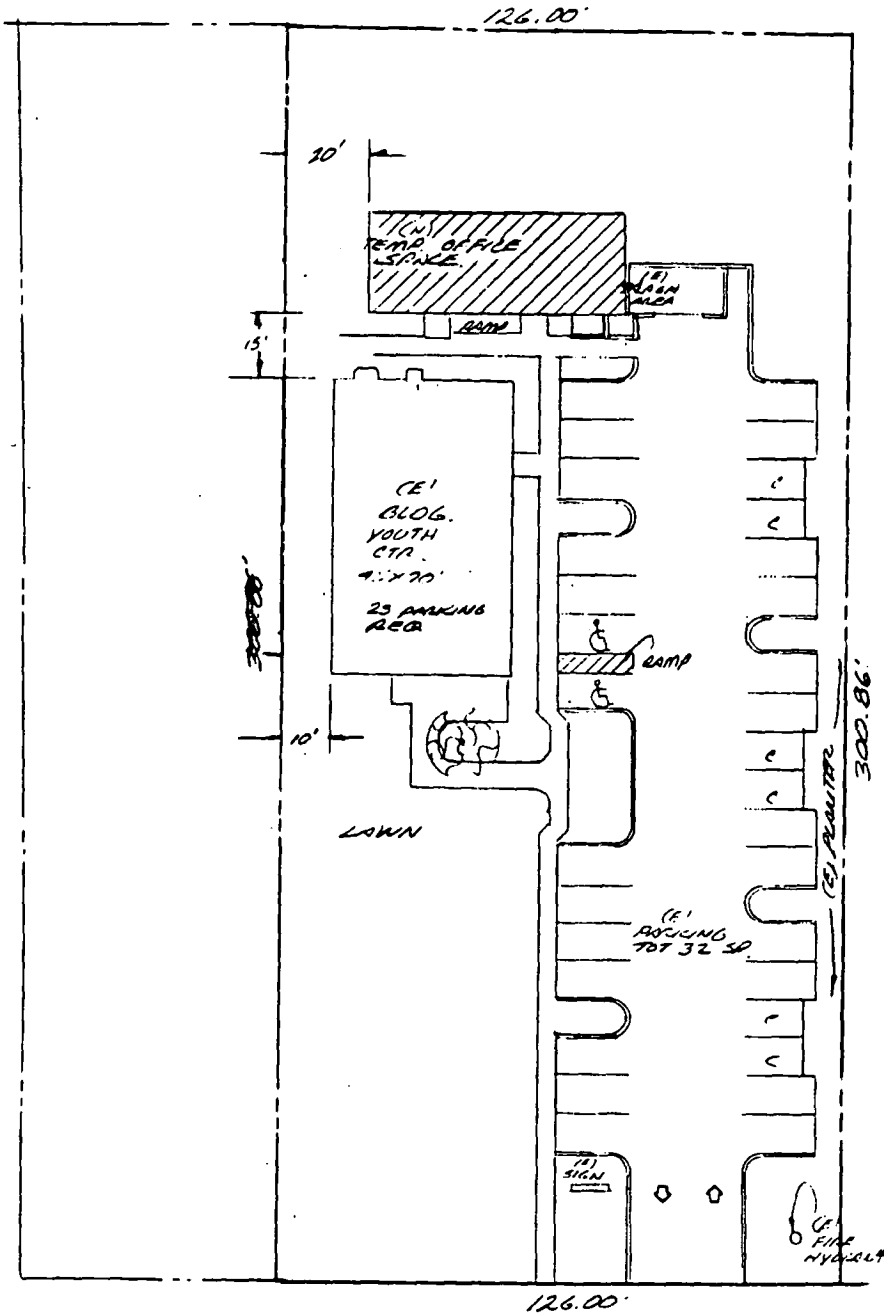 126.00'
20'
(N)
TEMP. OFFICE
SPACE
(E)
AREA
RAMP
15'
(E)
BLDG.
YOUTH
CTR.
23 PARKING
REQ
C
C
RAMP
10'
C
C
(E) PLANTER
300.86'
LAWN
(E)
PARKING
TOT 32 SP
C
C
(E)
SIGN
(E)
FIRE
126.00'